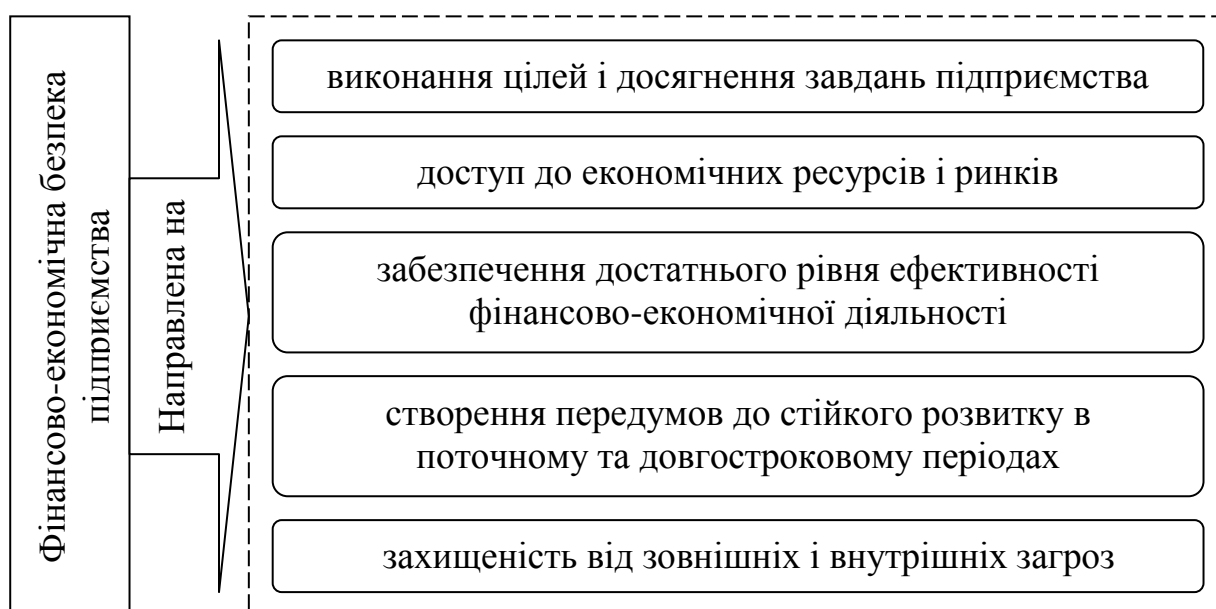 Фінансово-економічна безпека
підприємства
Направлена на
виконання цілей і досягнення завдань підприємства
доступ до економічних ресурсів і ринків
забезпечення достатнього рівня ефективності
фінансово-економічної діяльності
створення передумов до стійкого розвитку в
поточному та довгостроковому періодах
захищеність від зовнішніх і внутрішніх загроз